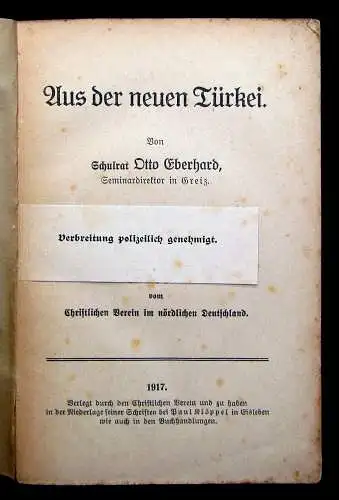 Aus der neuen Türkei.
Von
Schulrat Otto Eberhard,
Seminardirektor in Greiz.
Verbreitung polizeilich genehmigt.
vom
Christlichen Verein im nördlichen Deutschland.
1917.
Verlegt durch den Christlichen Verein und zu haben
in der Niederlage seiner Schriften bei Paul Klöppel in Eisleben
wie auch in den Buchhandlungen.